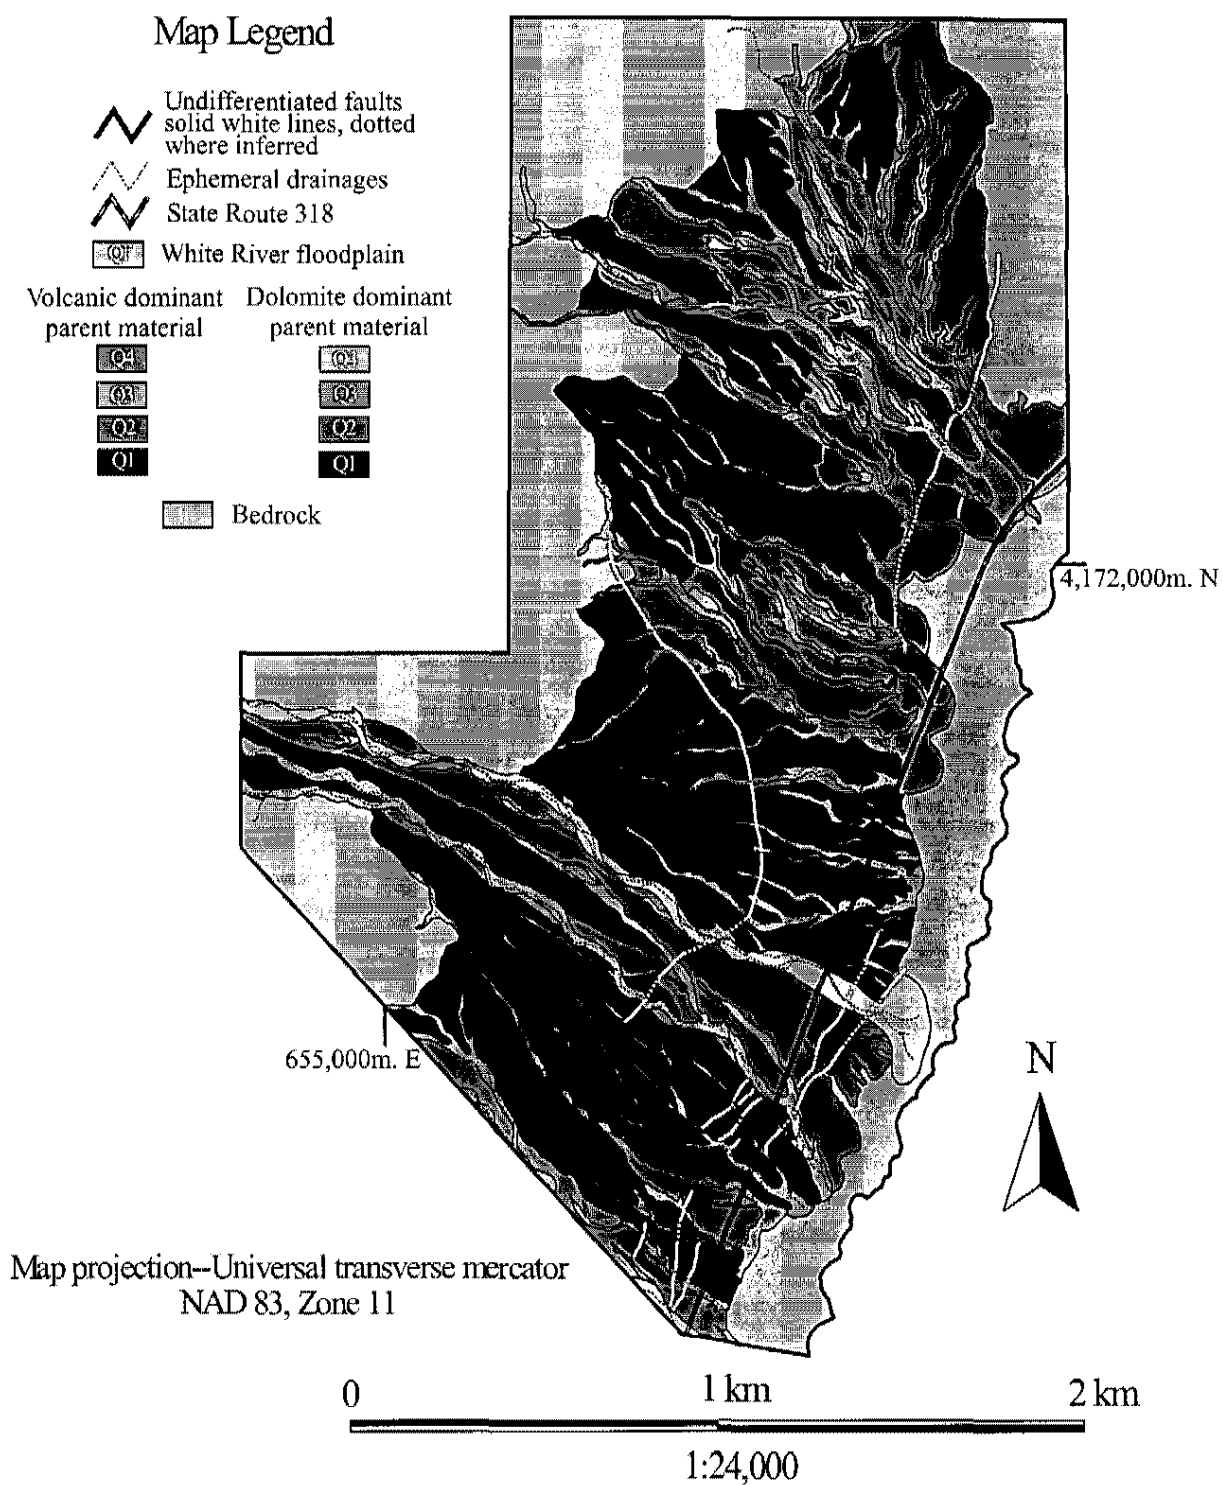 Map Legend
Undifferentiated faults
solid white lines, dotted
where inferred
Ephemeral drainages
State Route 318
Qf White River floodplain
Volcanic dominant Dolomite dominant
parent material parent material
Q4 Q4
Q3 Q3
Q2 Q2
Q1 Q1
Bedrock
4,172,000m. N
655,000m. E
N
Map projection--Universal transverse mercator
NAD 83, Zone 11
0 1 km 2 km
1:24,000